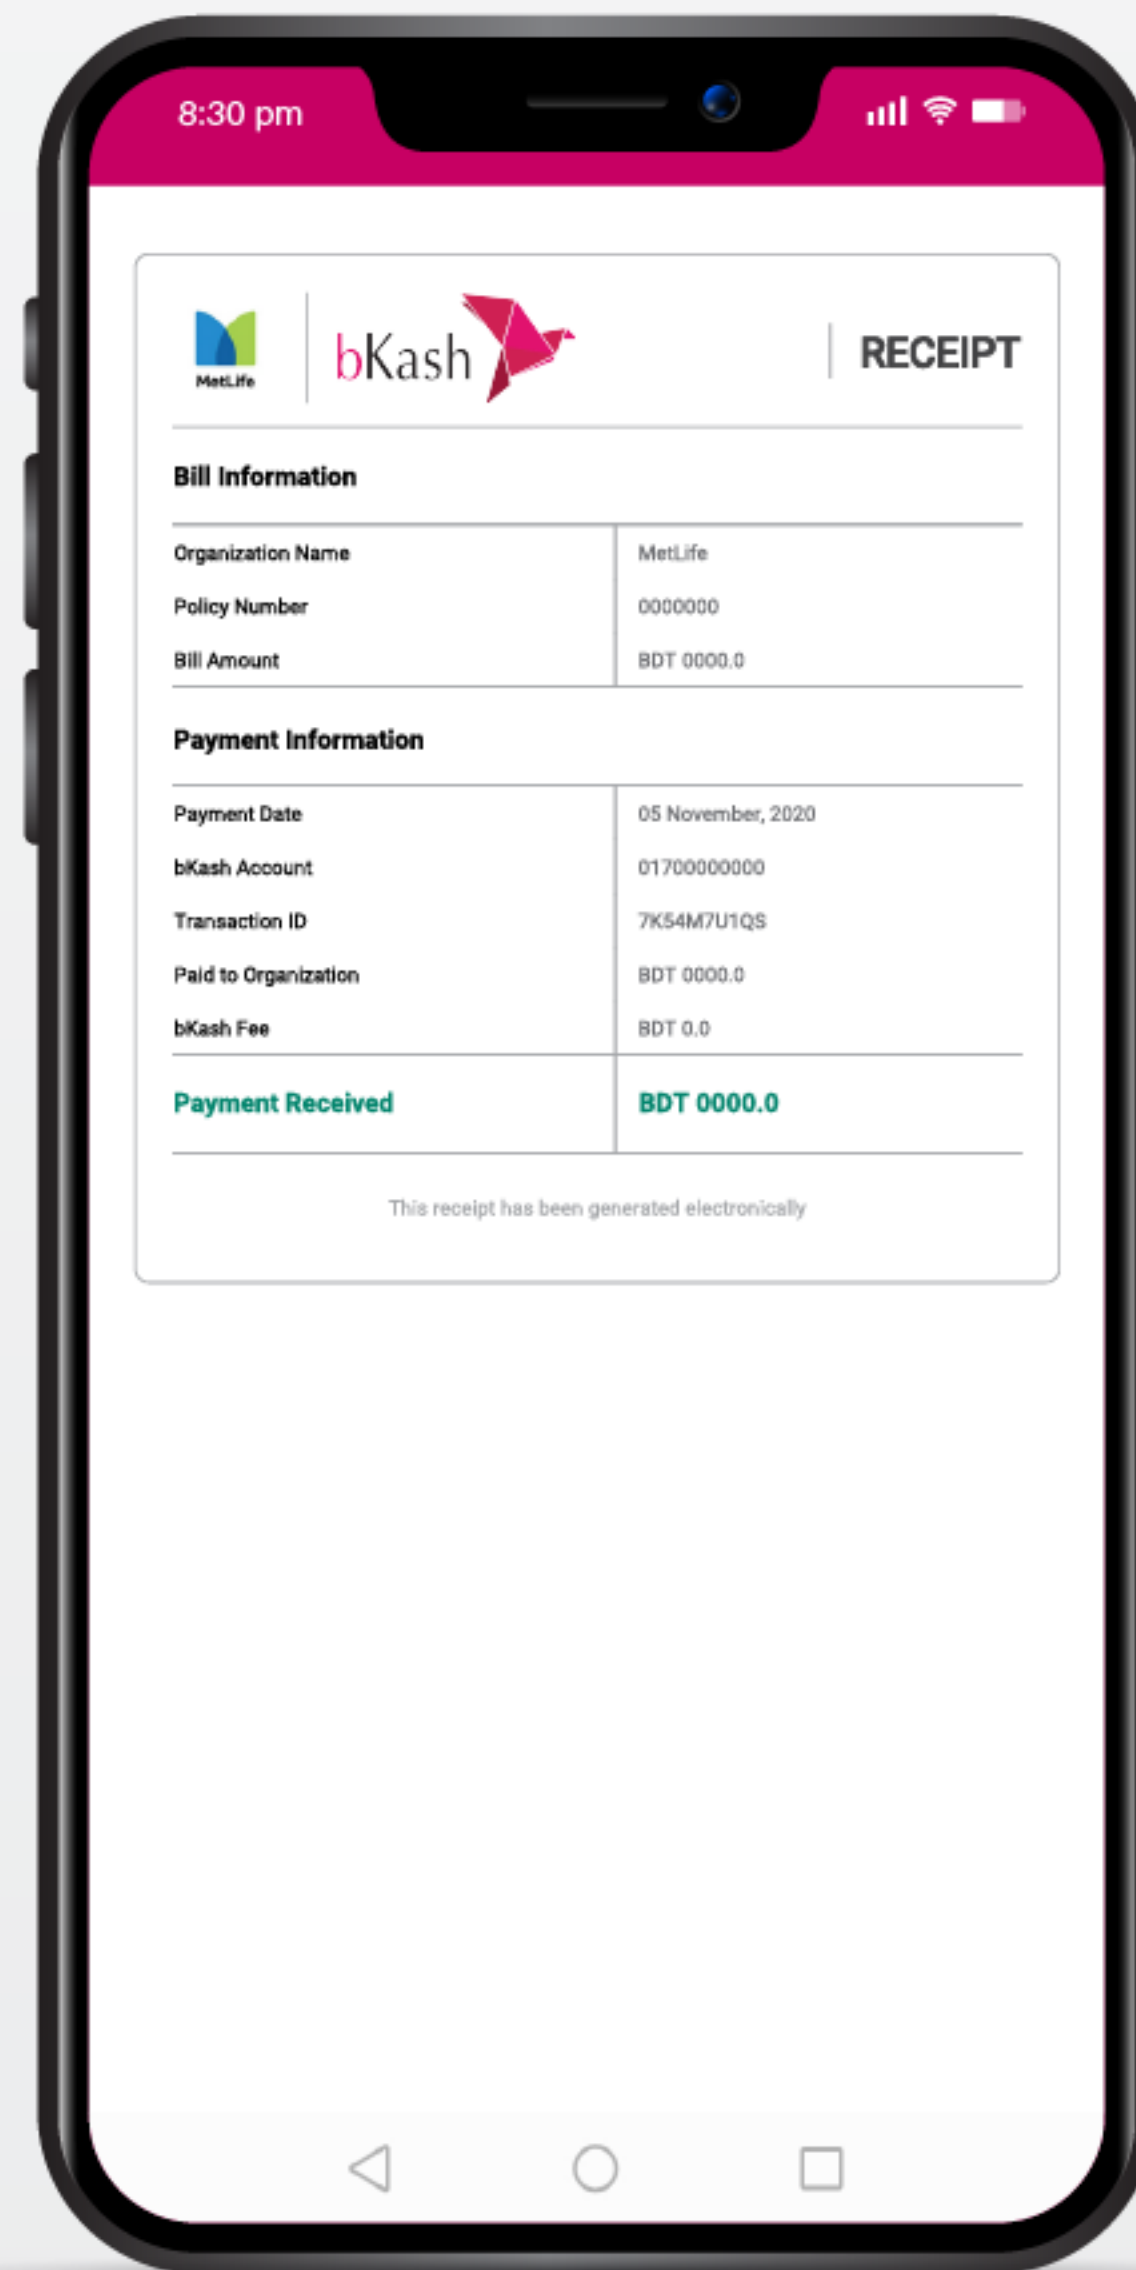 8:30 pm
MetLife
bKash
RECEIPT
Bill Information
Organization Name MetLife
Policy Number 0000000
Bill Amount BDT 0000.0
Payment Information
Payment Date 05 November, 2020
bKash Account 01700000000
Transaction ID 7K54M7U1QS
Paid to Organization BDT 0000.0
bKash Fee BDT 0.0
Payment Received BDT 0000.0
This receipt has been generated electronically